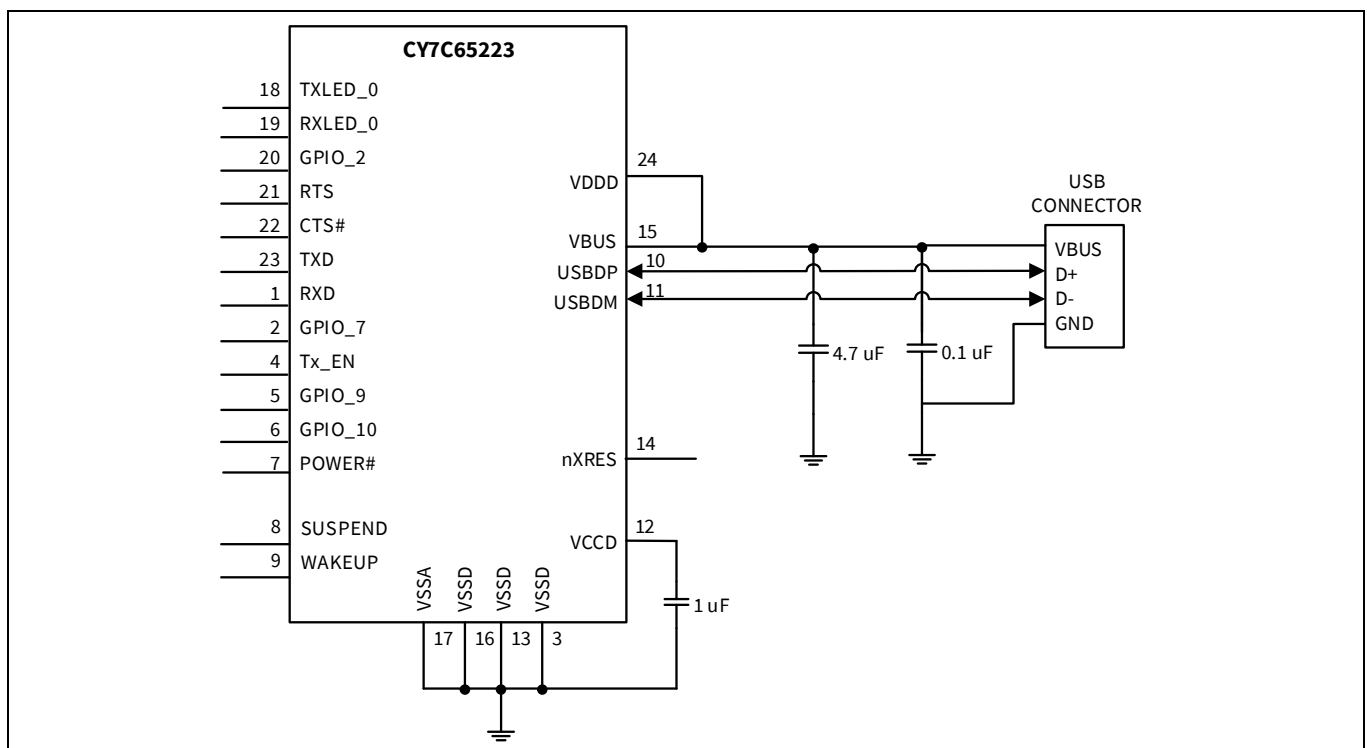 CY7C65223
18 TXLED_0
19 RXLED_0
20 GPIO_2
21 RTS
22 CTS#
23 TXD
1 RXD
2 GPIO_7
4 Tx_EN
5 GPIO_9
6 GPIO_10
7 POWER#
8 SUSPEND
9 WAKEUP
VDDD 24
VBUS 15
USBDP 10
USBDM 11
nXRES 14
VCCD 12
VSSA VSSD VSSD VSSD
17 16 13 3
1 uF
4.7 uF
0.1 uF
USB
CONNECTOR
VBUS
D+
D-
GND